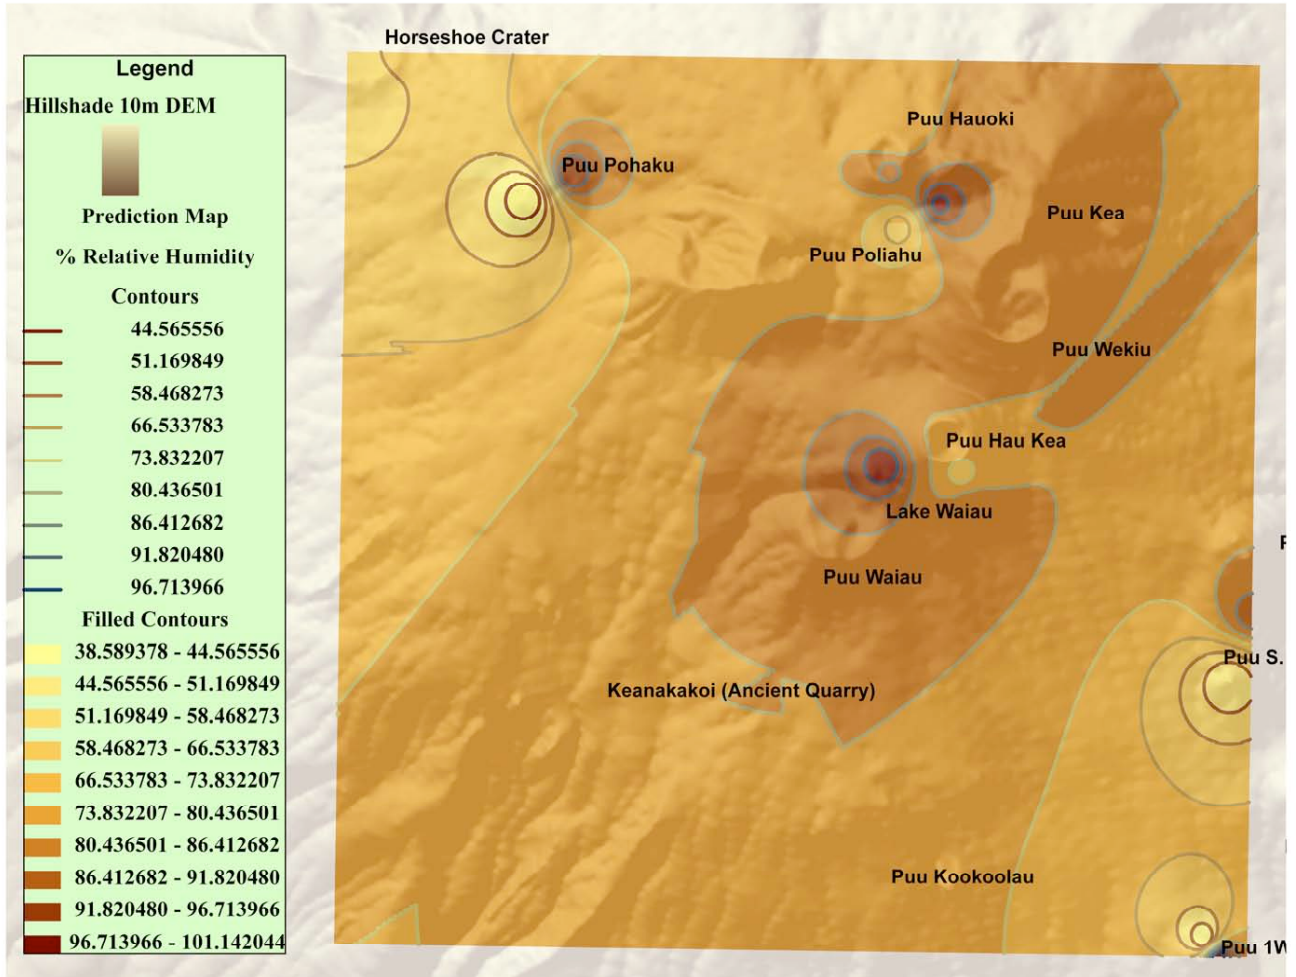 Horseshoe Crater
Legend
Hillshade 10m DEM
Prediction Map
% Relative Humidity
Contours
44.565556
51.169849
58.468273
66.533783
73.832207
80.436501
86.412682
91.820480
96.713966
Filled Contours
38.589378 - 44.565556
44.565556 - 51.169849
51.169849 - 58.468273
58.468273 - 66.533783
66.533783 - 73.832207
73.832207 - 80.436501
80.436501 - 86.412682
86.412682 - 91.820480
91.820480 - 96.713966
96.713966 - 101.142044
Puu Hauoki
Puu Pohaku
Puu Kea
Puu Poliahu
Puu Wekiu
Puu Hau Kea
Lake Waiau
Puu Waiau
Puu S.
Keanakakoi (Ancient Quarry)
Puu Kookoolau
Puu 1W